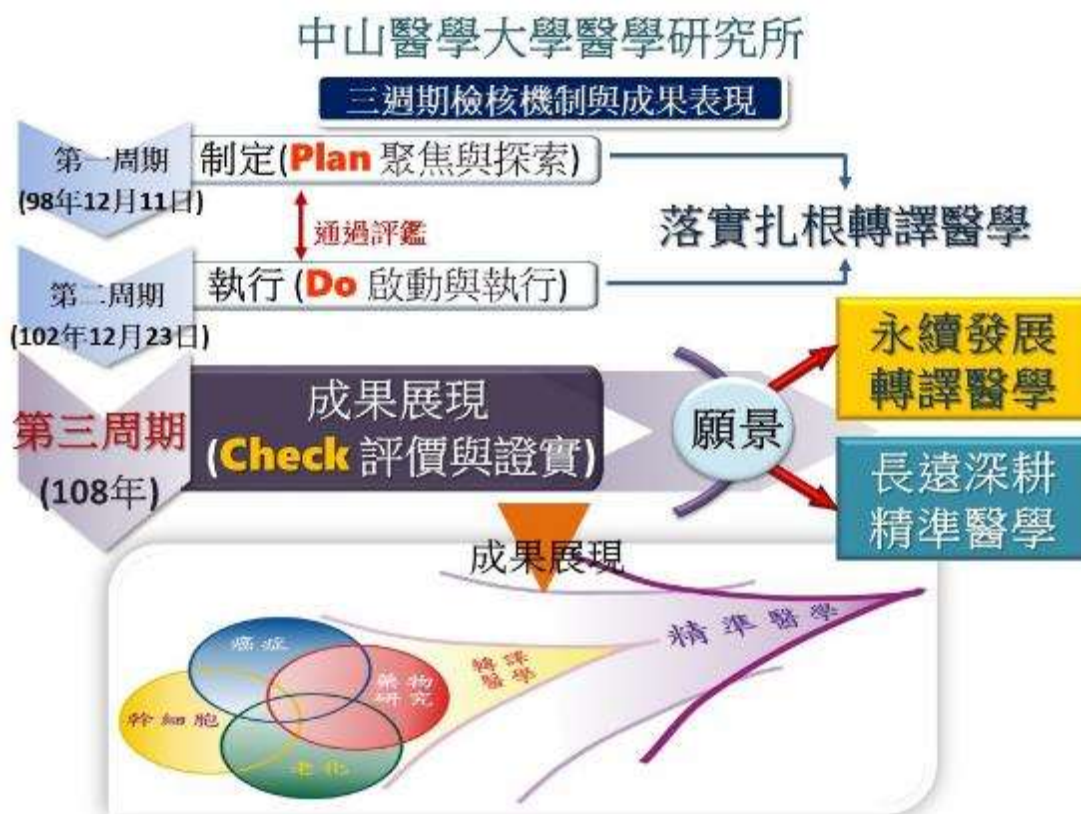 中山醫學大學醫學研究所
三週期檢核機制與成果表現
第一周期
(98年12月11日)
制定(Plan 聚焦與探索)
通過評鑑
落實扎根轉譯醫學
第二周期
(102年12月23日)
執行 (Do 啟動與執行)
第三周期
(108年)
成果展現
(Check 評價與證實)
願景
永續發展
轉譯醫學
長遠深耕
精準醫學
成果展現
癌症
幹細胞
藥物
研究
老化
轉譯
醫學
精準醫學